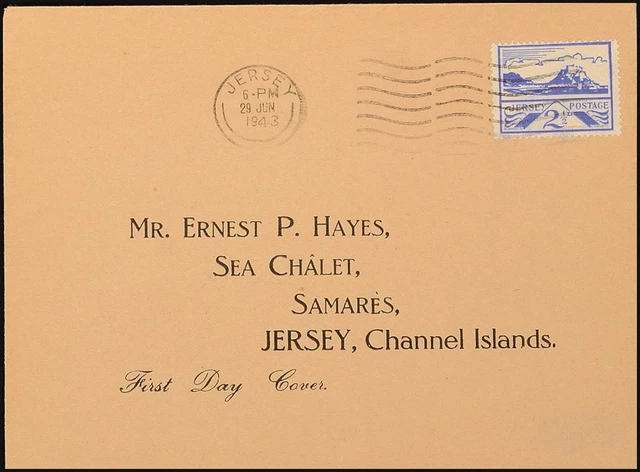 JERSEY
6-PM
29 JUN
1943
JERSEY POSTAGE
2½D
Mr. Ernest P. Hayes,
Sea Châlet,
Samarès,
JERSEY, Channel Islands.
First Day Cover.